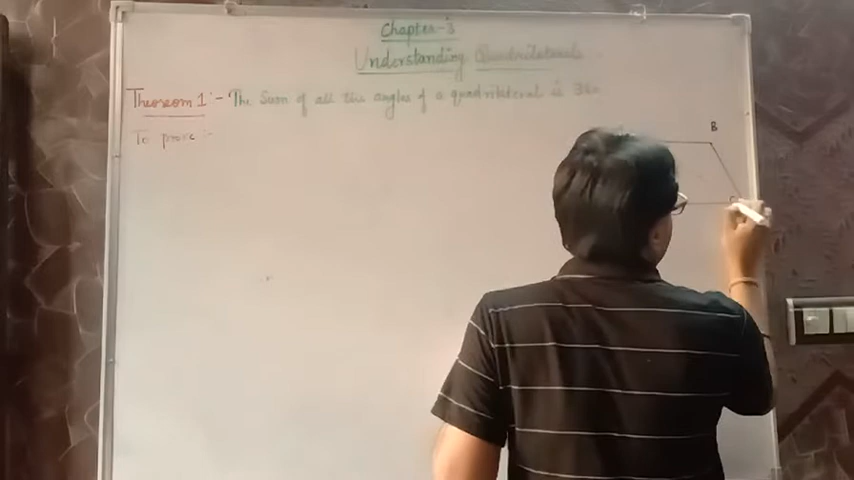 Chapter-3
Understanding Quadrilaterals
Theorem 1:- The Sum of all the angles of a quadrilateral is 360
To prove :-
B